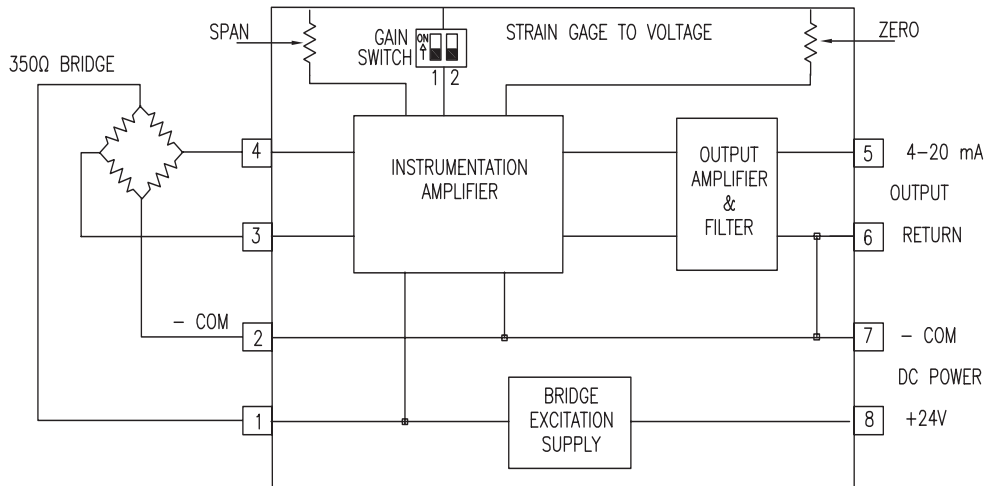 SPAN
GAIN
SWITCH
ON
1 2
STRAIN GAGE TO VOLTAGE
ZERO
350Ω BRIDGE
4
INSTRUMENTATION
AMPLIFIER
OUTPUT
AMPLIFIER
&
FILTER
5
4-20 mA
OUTPUT
3
6
RETURN
- COM
2
7
- COM
DC POWER
1
BRIDGE
EXCITATION
SUPPLY
8
+24V